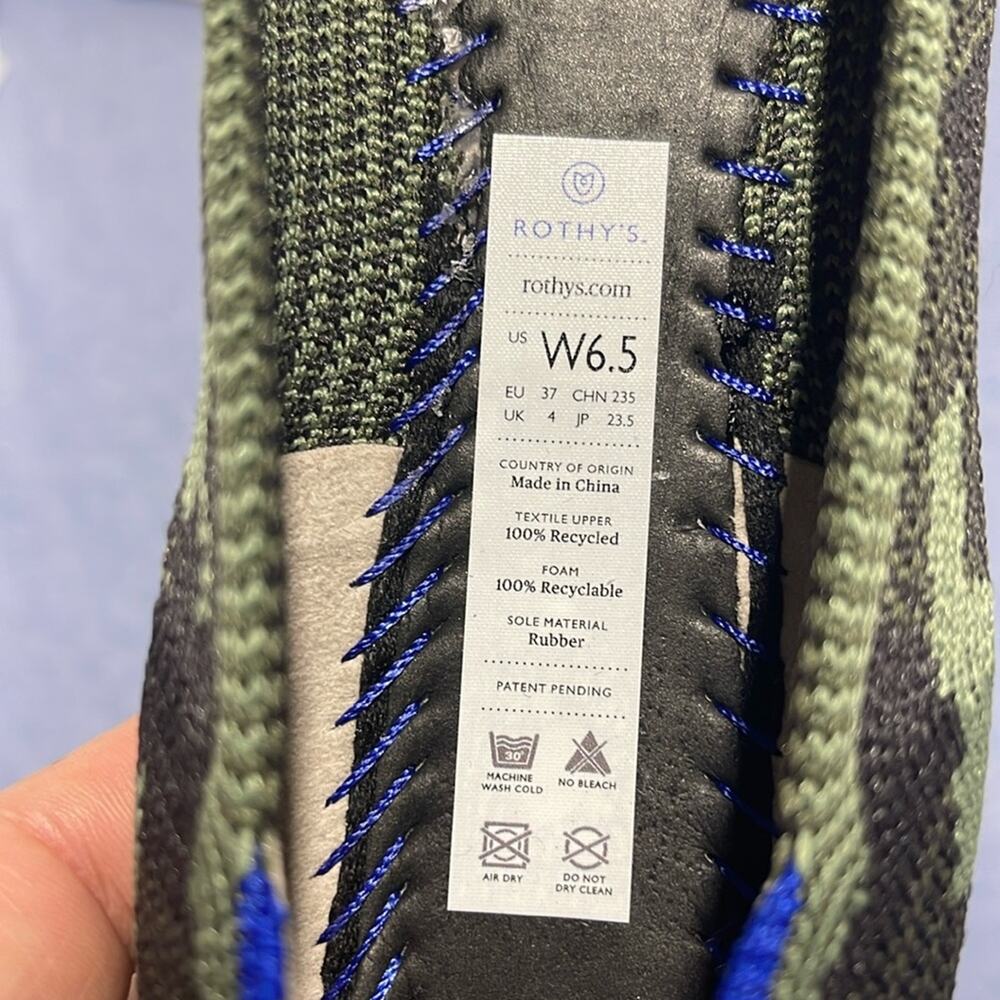 ROTHY'S™
rothys.com
US W6.5
EU 37 CHN 235
UK 4 JP 23.5
COUNTRY OF ORIGIN
Made in China
TEXTILE UPPER
100% Recycled
FOAM
100% Recyclable
SOLE MATERIAL
Rubber
PATENT PENDING
30°
MACHINE WASH COLD
NO BLEACH
AIR DRY
DO NOT DRY CLEAN